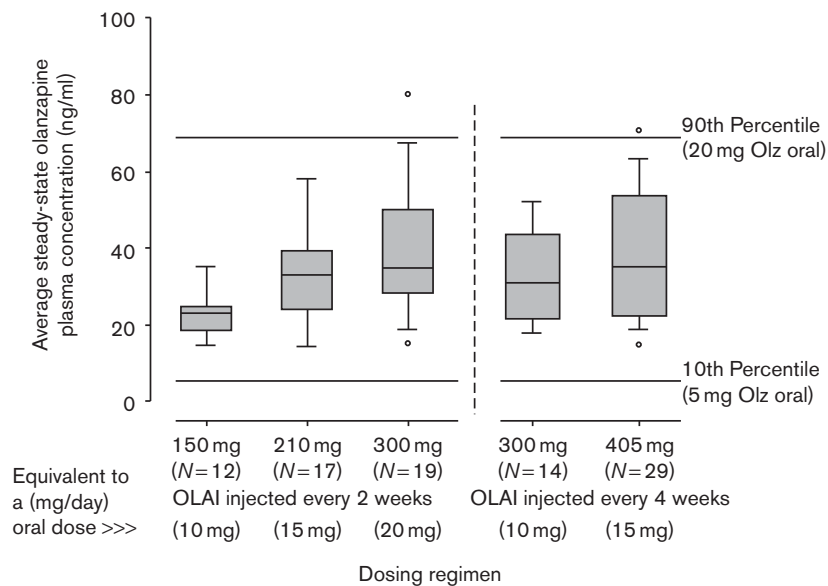 100
80
60
40
20
0
Average steady-state olanzapine
plasma concentration (ng/ml)
90th Percentile
(20 mg Olz oral)
10th Percentile
(5 mg Olz oral)
150 mg 210 mg 300 mg 300 mg 405 mg
(N=12) (N=17) (N=19) (N=14) (N=29)
Equivalent to
a (mg/day)
oral dose >>>
OLAI injected every 2 weeks OLAI injected every 4 weeks
(10 mg) (15 mg) (20 mg) (10 mg) (15 mg)
Dosing regimen